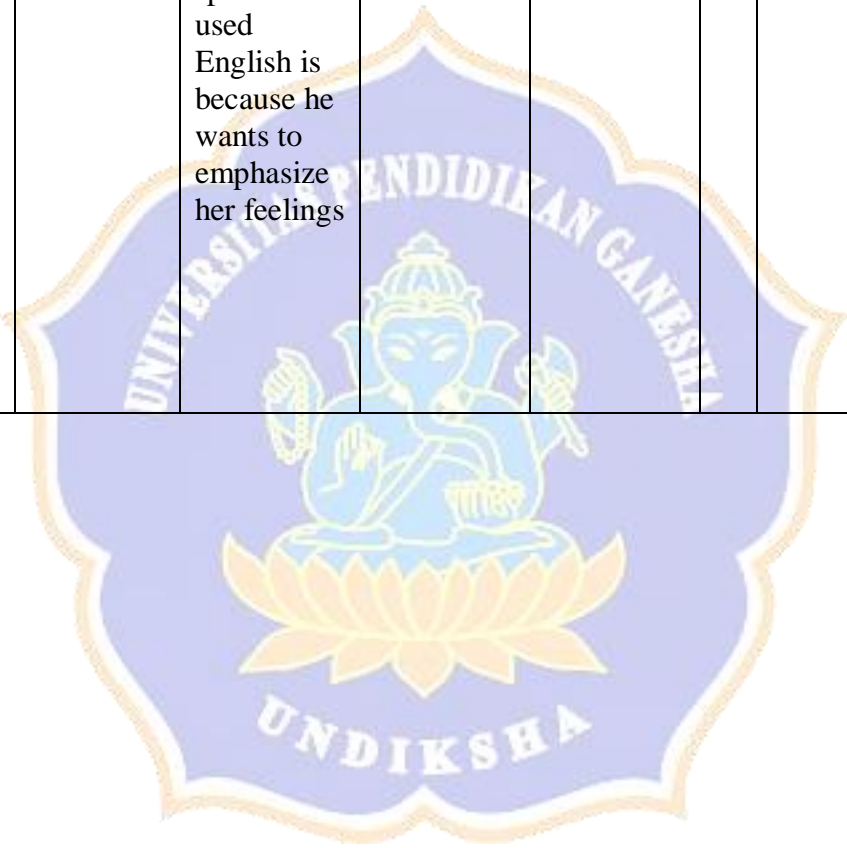 used
English is
because he
wants to
emphasize
her feelings
UNIVERSITAS PENDIDIKAN GANESHA
UNDIKSHA